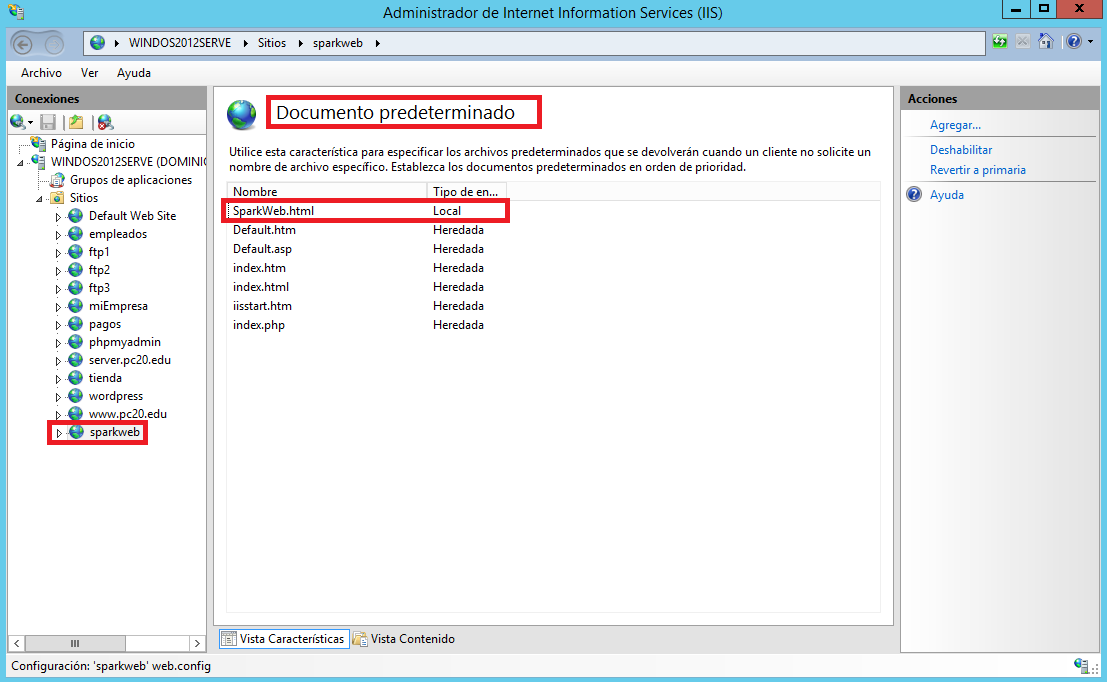 Administrador de Internet Information Services (IIS)
WINDOS2012SERVE
Sitios
sparkweb
Archivo
Ver
Ayuda
Conexiones
Página de inicio
WINDOS2012SERVE (DOMINIC
Grupos de aplicaciones
Sitios
Default Web Site
empleados
ftp1
ftp2
ftp3
miEmpresa
pagos
phpmyadmin
server.pc20.edu
tienda
wordpress
www.pc20.edu
sparkweb
Documento predeterminado
Utilice esta característica para especificar los archivos predeterminados que se devolverán cuando un cliente no solicite un
nombre de archivo específico. Establezca los documentos predeterminados en orden de prioridad.
Nombre Tipo de en...
SparkWeb.html Local
Default.htm Heredada
Default.asp Heredada
index.htm Heredada
index.html Heredada
iisstart.htm Heredada
index.php Heredada
Vista Características
Vista Contenido
Acciones
Agregar...
Deshabilitar
Revertir a primaria
Ayuda
Configuración: 'sparkweb' web.config